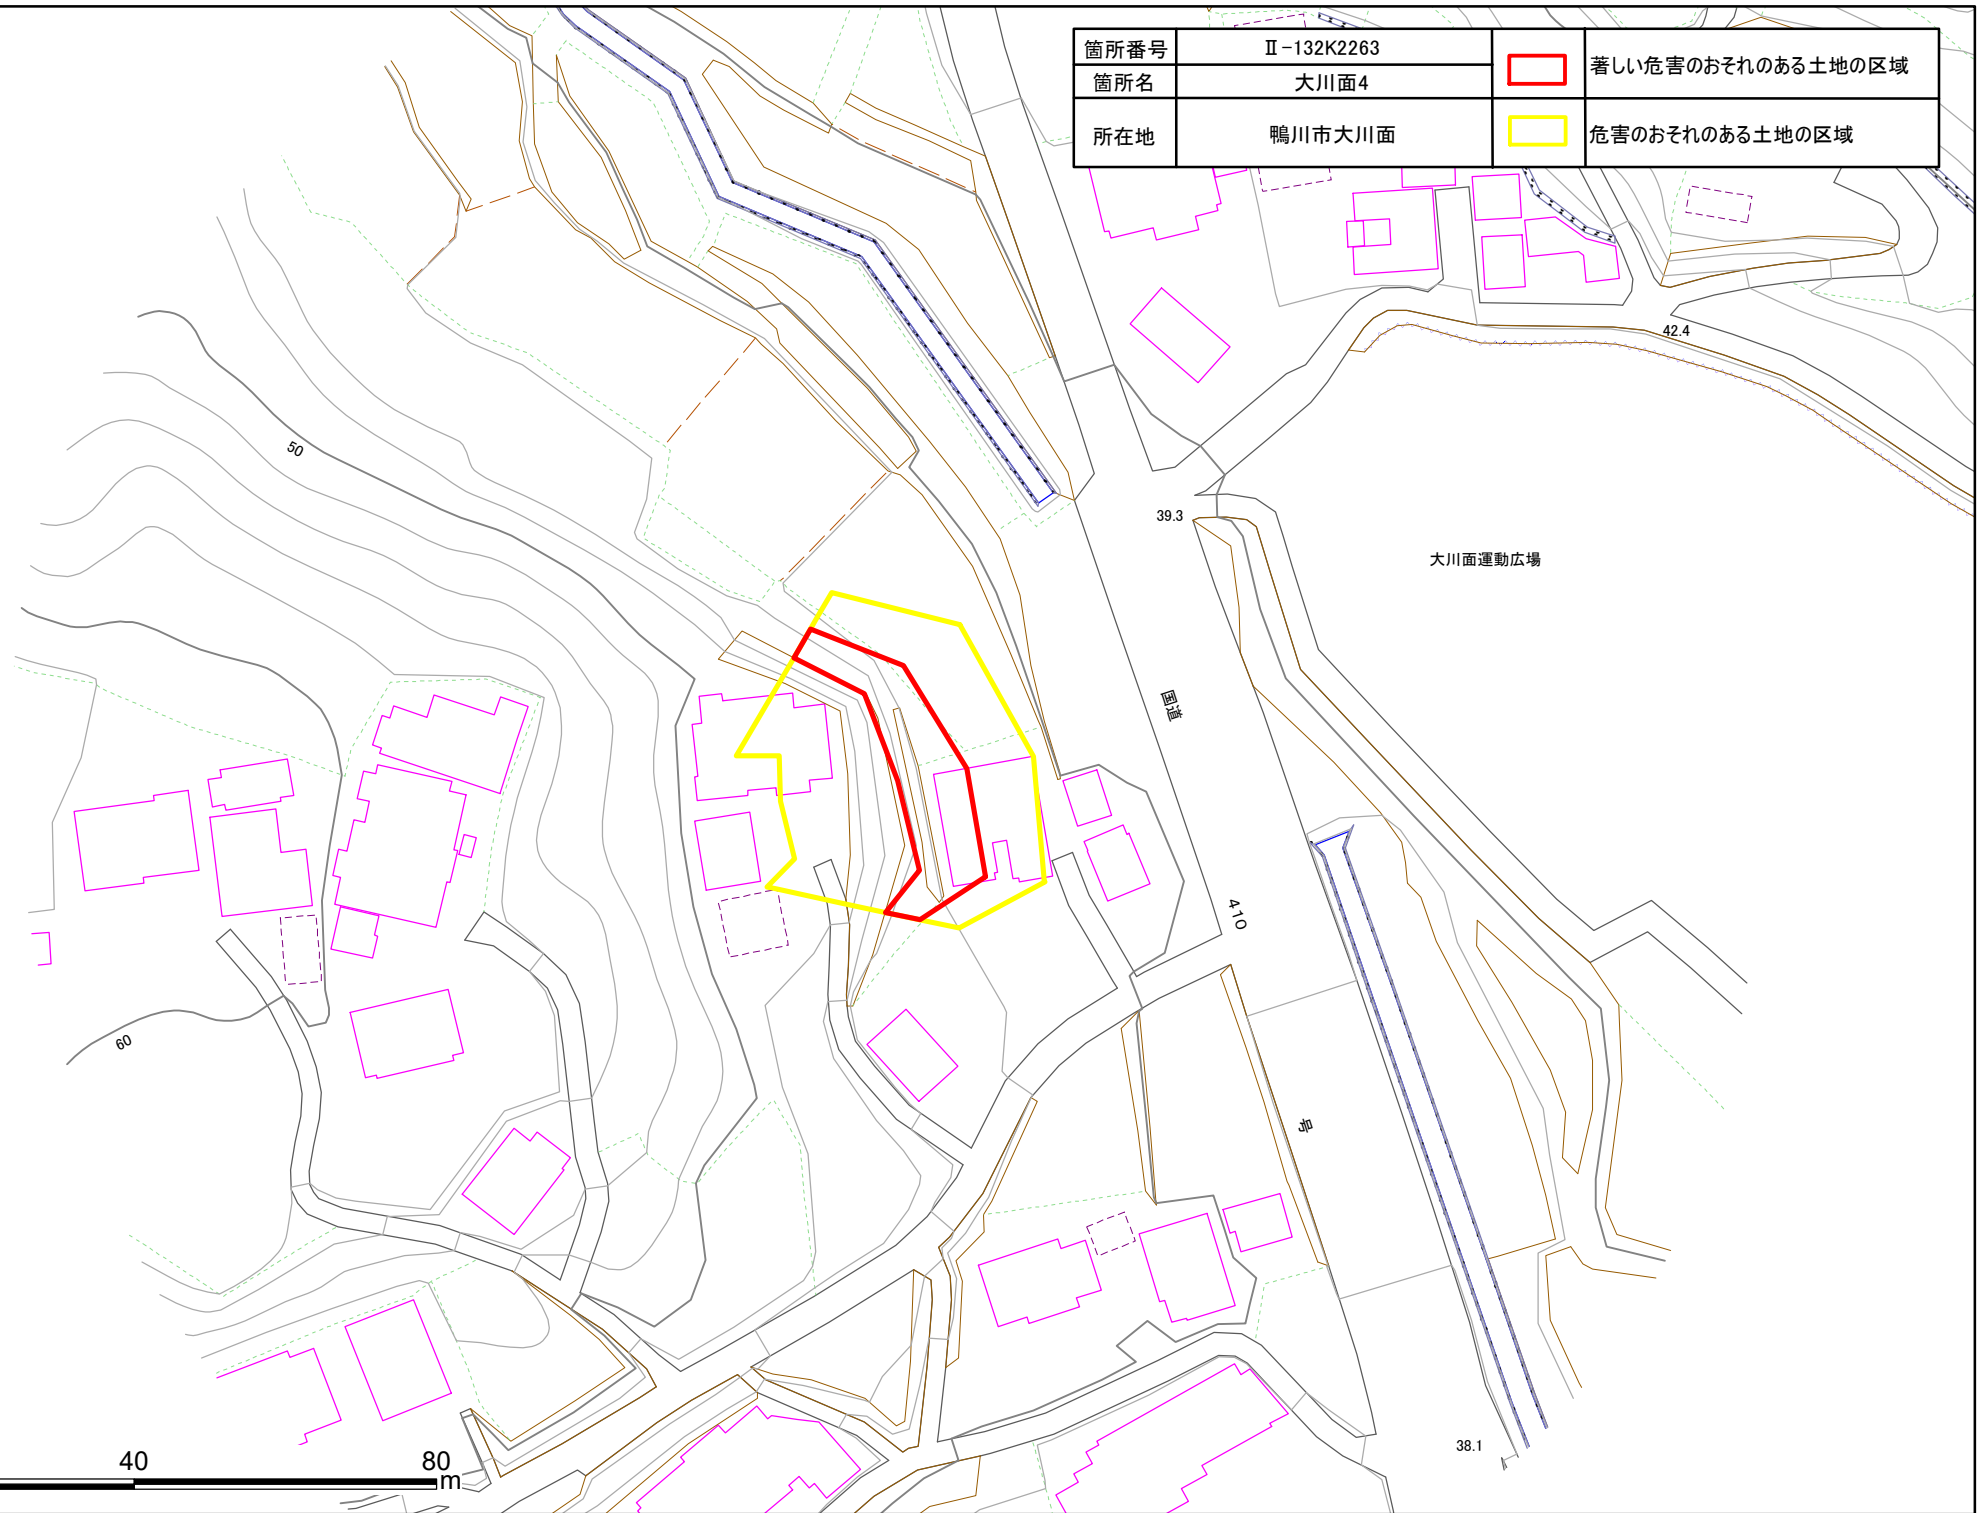 箇所番号 Ⅱ-132K2263
著しい危害のおそれのある土地の区域
箇所名 大川面4
所在地 鴨川市大川面
危害のおそれのある土地の区域
42.4
50
39.3
大川面運動広場
国道
410
号
60
38.1
40 80
m